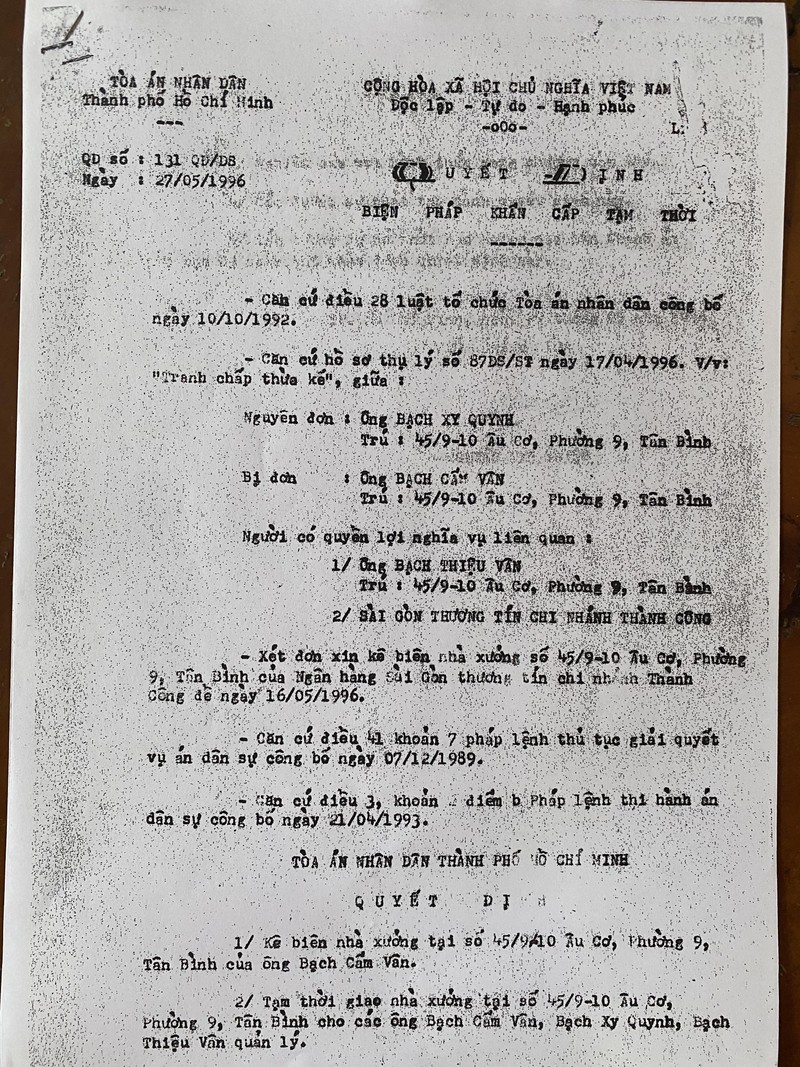 TÒA ÁN NHÂN DÂN
Thành phố Hồ Chí Minh
CỘNG HÒA XÃ HỘI CHỦ NGHĨA VIỆT NAM
Độc lập - Tự do - Hạnh phúc
-oOo-
L:
QD số : 131 QD/DS
Ngày : 27/05/1996
QUYẾT ĐỊNH
BIỆN PHÁP KHẨN CẤP TẠM THỜI
- Căn cứ điều 28 luật tổ chức Tòa án nhân dân công bố
ngày 10/10/1992.
- Căn cứ hồ sơ thụ lý số 87DS/ST ngày 17/04/1996. V/v:
"Tranh chấp thừa kế", giữa :
Nguyên đơn : Ông BẠCH XY QUYNH
Trú : 45/9-10 Âu Cơ, Phường 9, Tân Bình
Bị đơn : Ông BẠCH CẨM VÂN
Trú : 45/9-10 Âu Cơ, Phường 9, Tân Bình
Người có quyền lợi nghĩa vụ liên quan :
1/ Ông BẠCH THIỆU VÂN
Trú : 45/9-10 Âu Cơ, Phường 9, Tân Bình
2/ SÀI GÒN THƯƠNG TÍN CHI NHÁNH THÀNH CÔNG
- Xét đơn xin kê biên nhà xưởng số 45/9-10 Âu Cơ, Phường
9, Tân Bình của Ngân hàng Sài Gòn thương tín chi nhánh Thành
Công đề ngày 16/05/1996.
- Căn cứ điều 41 khoản 7 pháp lệnh thủ tục giải quyết
vụ án dân sự công bố ngày 07/12/1989.
- Căn cứ điều 3, khoản điểm b Pháp lệnh thi hành án
dân sự công bố ngày 21/04/1993.
TÒA ÁN NHÂN DÂN THÀNH PHỐ HỒ CHÍ MINH
QUYẾT ĐỊNH
1/ Kê biên nhà xưởng tại số 45/9-10 Âu Cơ, Phường 9,
Tân Bình của ông Bạch Cẩm Vân.
2/ Tạm thời giao nhà xưởng tại số 45/9-10 Âu Cơ,
Phường 9, Tân Bình cho các ông Bạch Cẩm Vân, Bạch Xy Quynh, Bạch
Thiệu Vân quản lý.